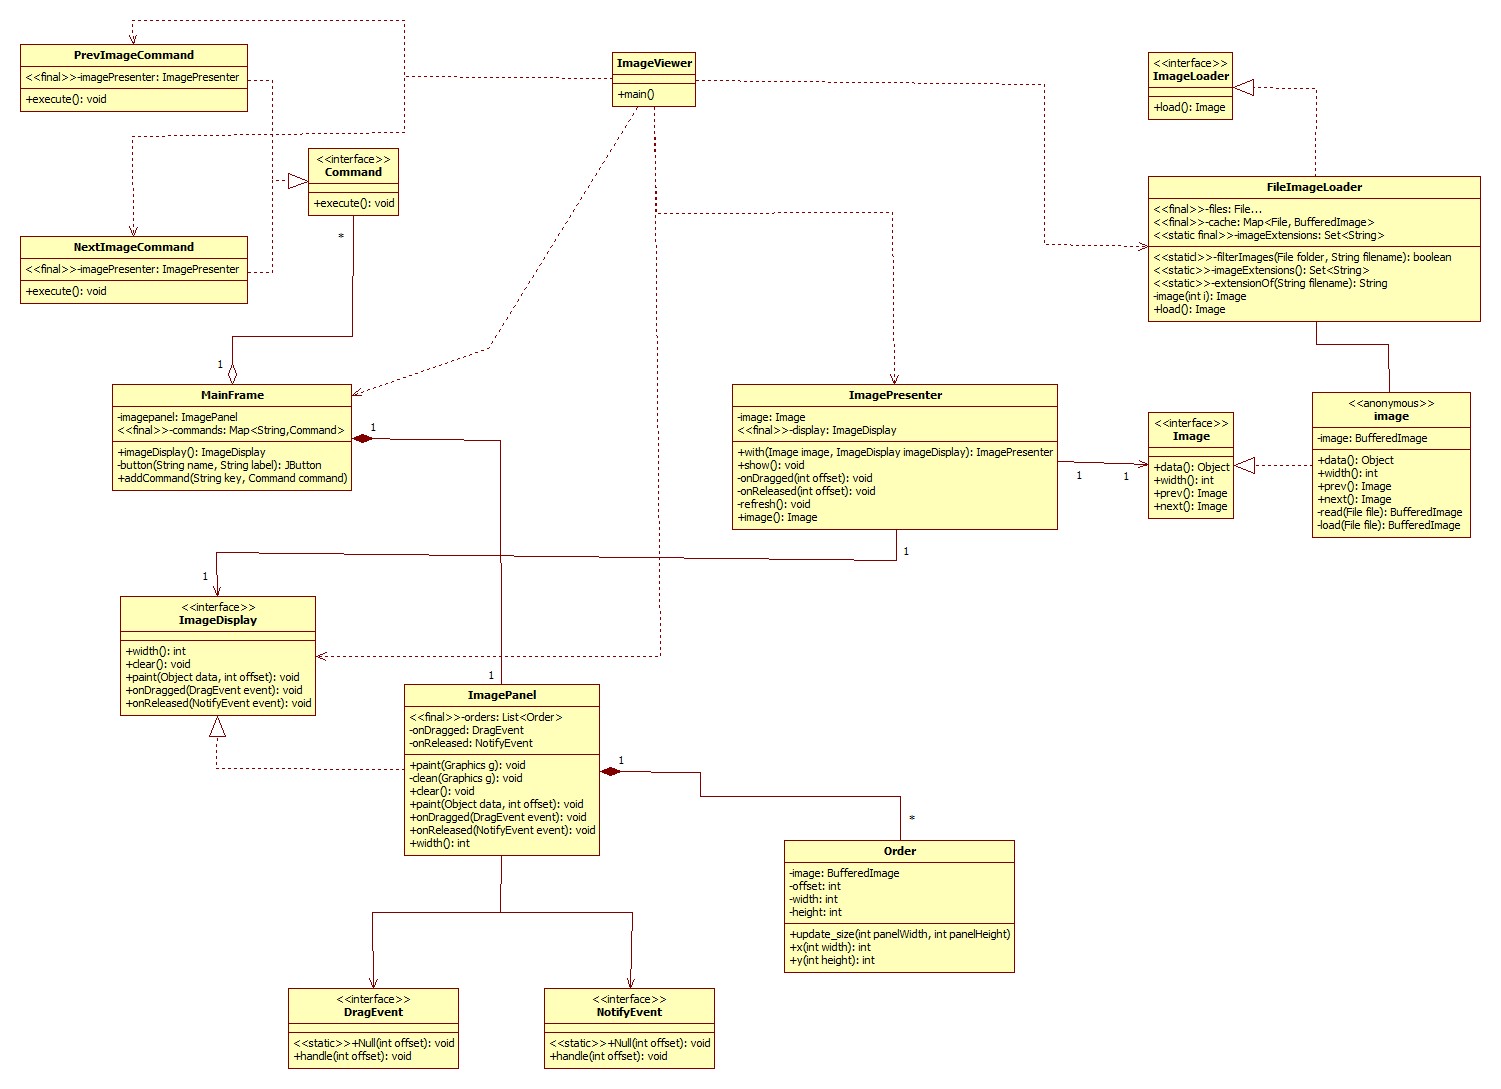 PrevImageCommand
<<final>>-imagePresenter: ImagePresenter
+execute(): void
ImageViewer
+main()
<<interface>>
ImageLoader
+load(): Image
<<interface>>
Command
+execute(): void
*
NextImageCommand
<<final>>-imagePresenter: ImagePresenter
+execute(): void
FileImageLoader
<<final>>-files: File...
<<final>>-cache: Map<File, BufferedImage>
<<static final>>-imageExtensions: Set<String>
<<staticl>>-filterImages(File folder, String filename): boolean
<<static>>-imageExtensions(): Set<String>
<<static>>-extensionOf(String filename): String
-image(int i): Image
+load(): Image
1
MainFrame
-imagepanel: ImagePanel
<<final>>-commands: Map<String,Command>
+imageDisplay(): ImageDisplay
-button(String name, String label): JButton
+addCommand(String key, Command command)
1
ImagePresenter
-image: Image
<<final>>-display: ImageDisplay
+with(Image image, ImageDisplay imageDisplay): ImagePresenter
+show(): void
-onDragged(int offset): void
-onReleased(int offset): void
-refresh(): void
+image(): Image
1
1
<<interface>>
Image
+data(): Object
+width(): int
+prev(): Image
+next(): Image
<<anonymous>>
image
-image: BufferedImage
+data(): Object
+width(): int
+prev(): Image
+next(): Image
-read(File file): BufferedImage
-load(File file): BufferedImage
1
1
<<interface>>
ImageDisplay
+width(): int
+clear(): void
+paint(Object data, int offset): void
+onDragged(DragEvent event): void
+onReleased(NotifyEvent event): void
1
ImagePanel
<<final>>-orders: List<Order>
-onDragged: DragEvent
-onReleased: NotifyEvent
+paint(Graphics g): void
-clean(Graphics g): void
+clear(): void
+paint(Object data, int offset): void
+onDragged(DragEvent event): void
+onReleased(NotifyEvent event): void
+width(): int
1
*
Order
-image: BufferedImage
-offset: int
-width: int
-height: int
+update_size(int panelWidth, int panelHeight)
+x(int width): int
+y(int height): int
<<interface>>
DragEvent
<<static>>+Null(int offset): void
+handle(int offset): void
<<interface>>
NotifyEvent
<<static>>+Null(int offset): void
+handle(int offset): void